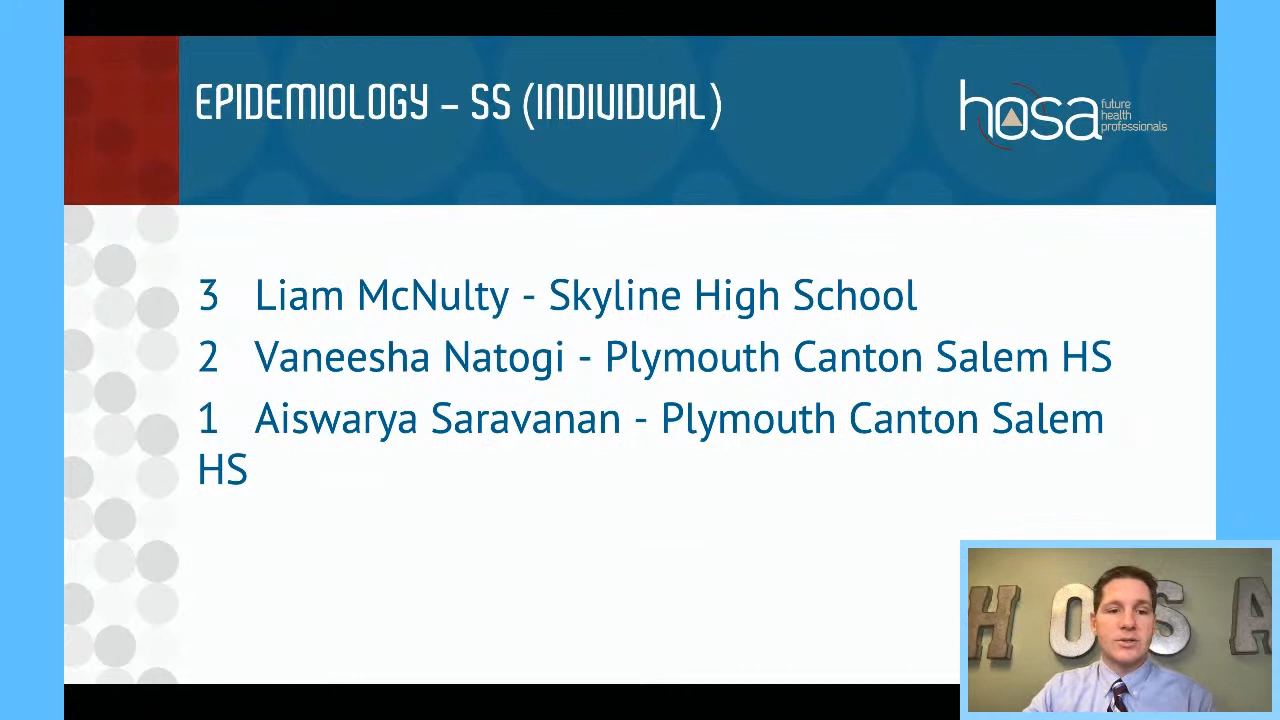 EPIDEMIOLOGY – SS (INDIVIDUAL)
hosa
future
health
professionals
3 Liam McNulty - Skyline High School
2 Vaneesha Natogi - Plymouth Canton Salem HS
1 Aiswarya Saravanan - Plymouth Canton Salem
HS
HOSA